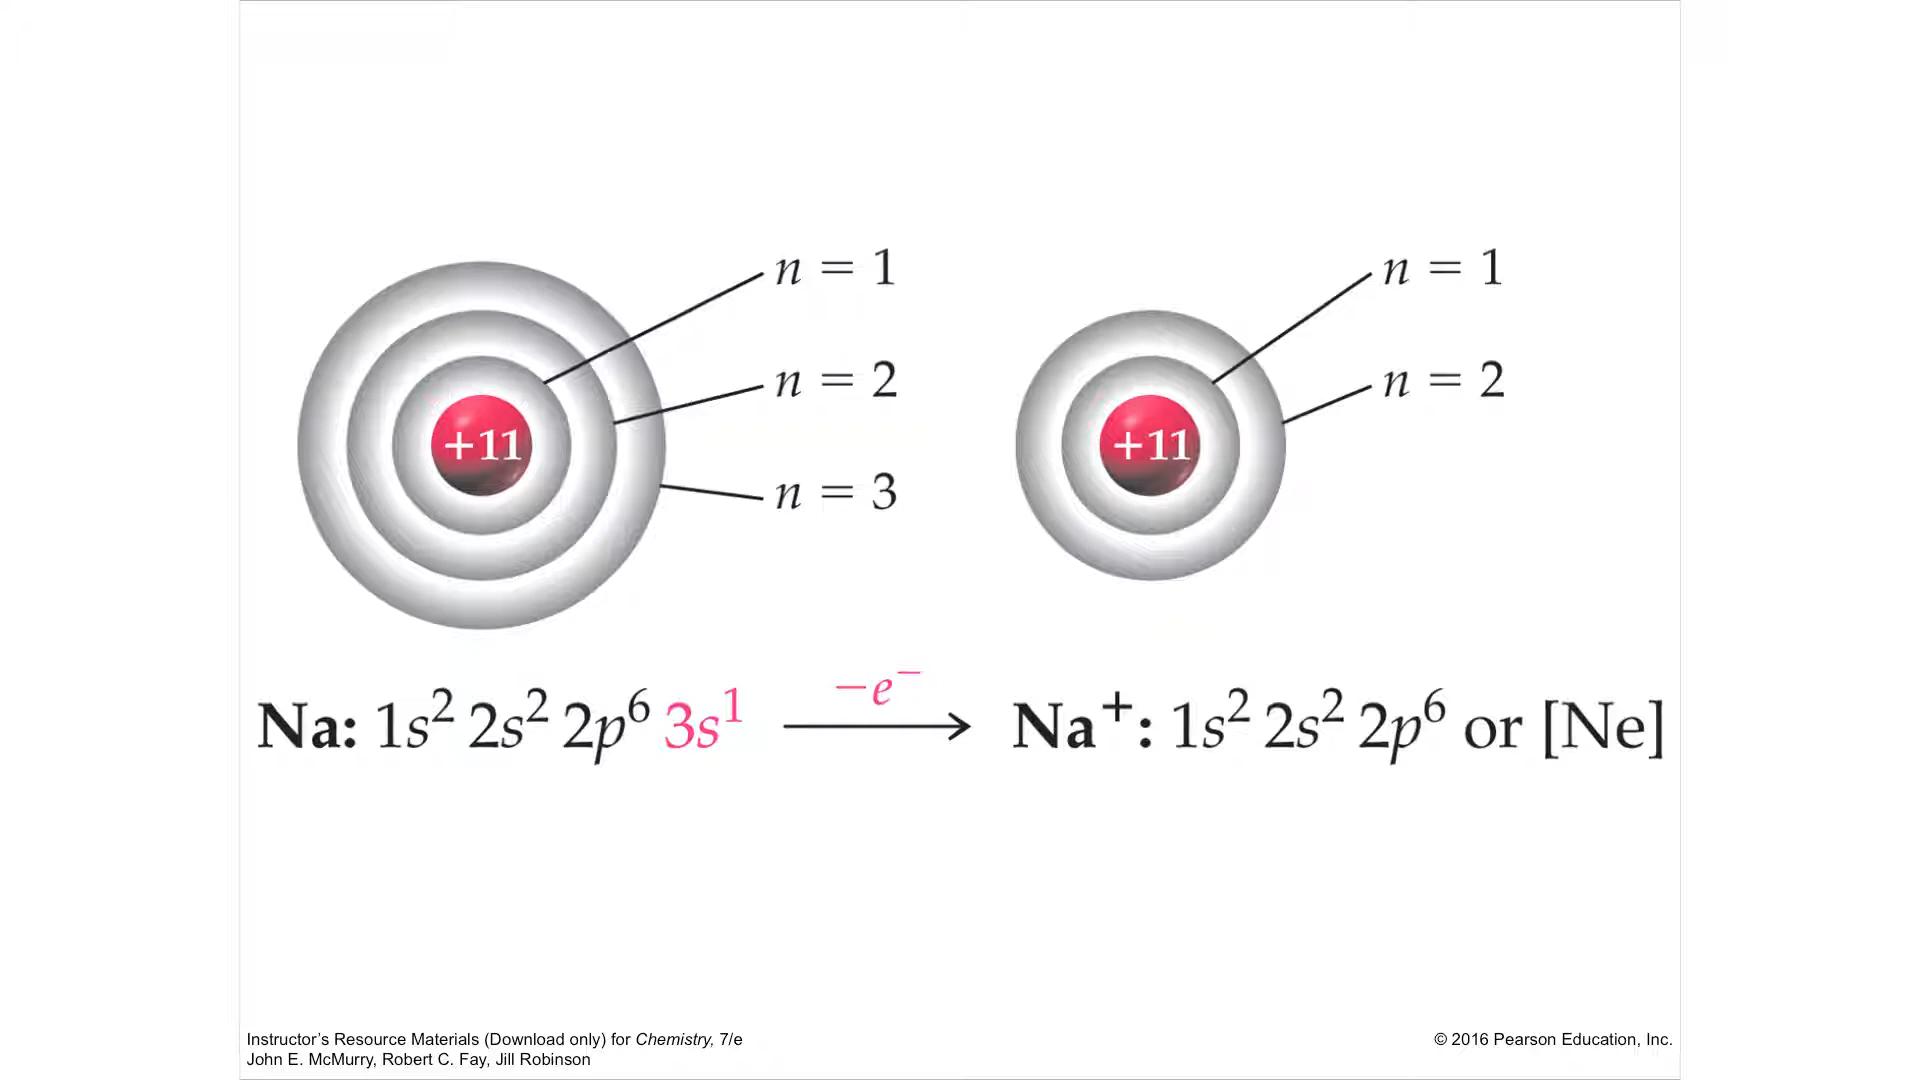 n = 1
n = 2
n = 3
+11
n = 1
n = 2
+11
Na: 1s² 2s² 2p⁶ 3s¹
−e⁻
Na⁺: 1s² 2s² 2p⁶ or [Ne]
Instructor’s Resource Materials (Download only) for Chemistry, 7/e
John E. McMurry, Robert C. Fay, Jill Robinson
© 2016 Pearson Education, Inc.